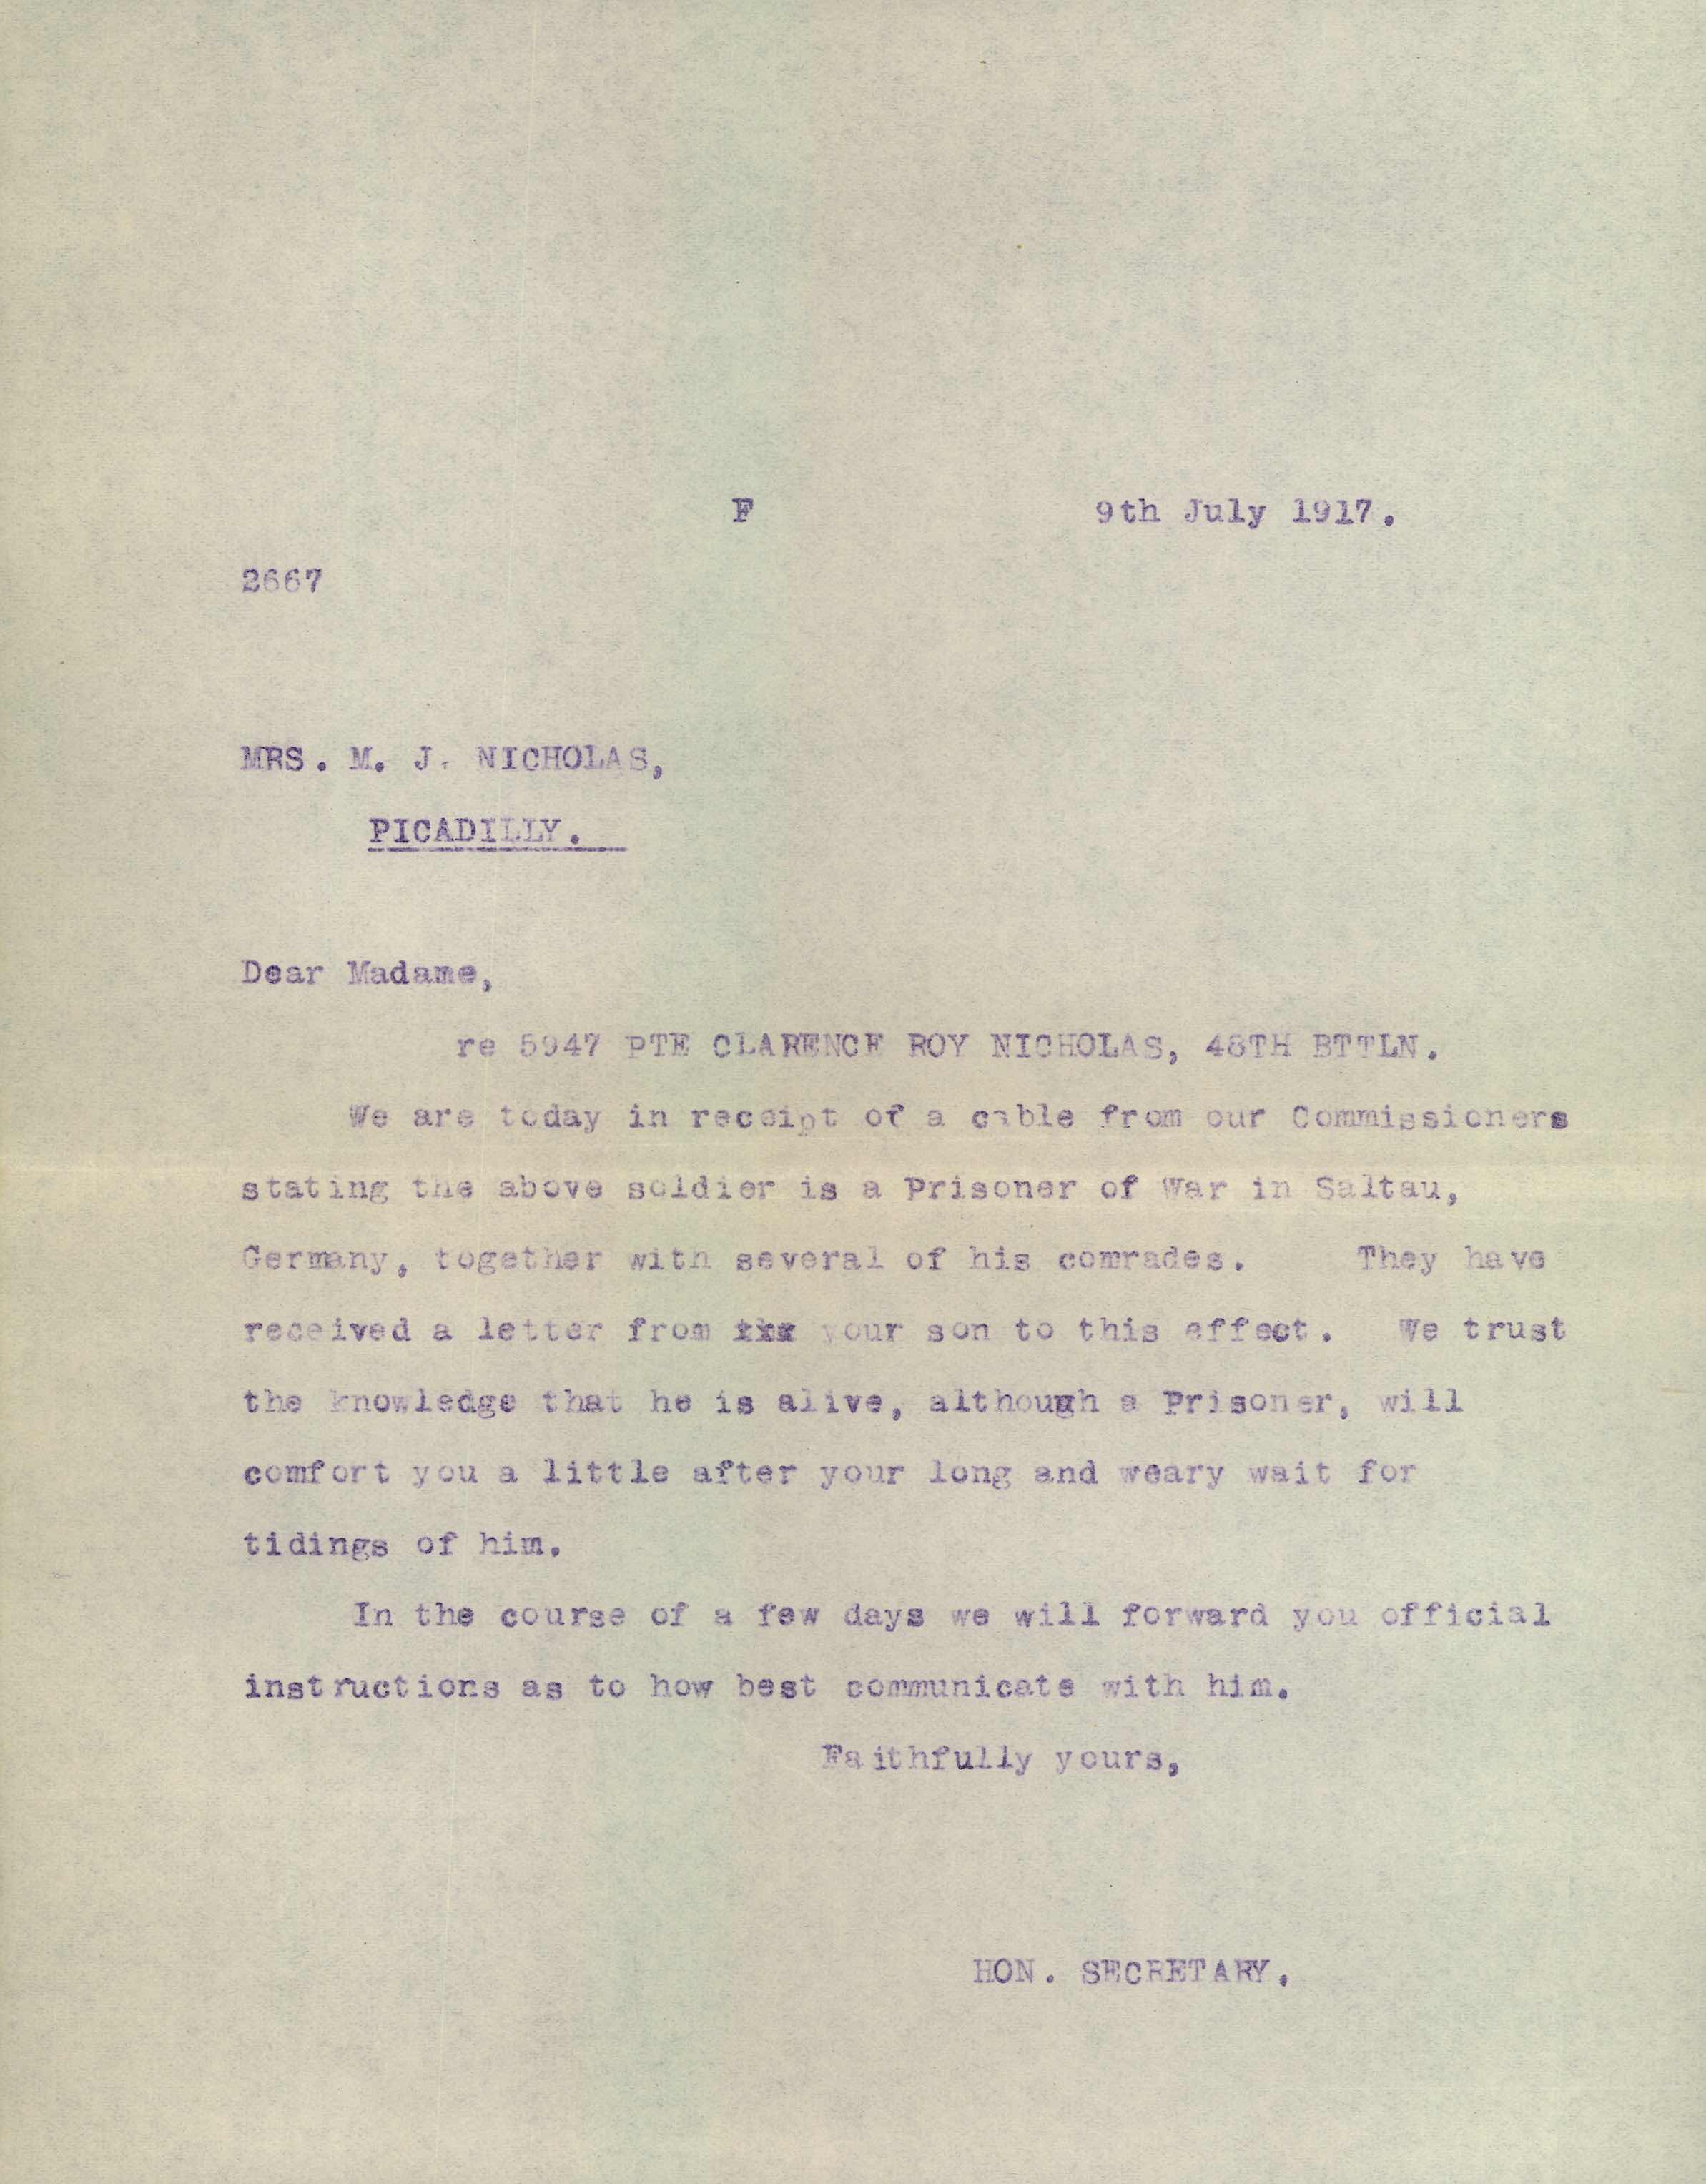 F 9th July 1917.
2667
MRS. M. J. NICHOLAS,
PICADILLY.
Dear Madame,
re 5947 PTE CLARENCE ROY NICHOLAS, 48TH BTTLN.
We are today in receipt of a cable from our Commissioners
stating the above soldier is a Prisoner of War in Saltau,
Germany, together with several of his comrades. They have
received a letter from your son to this effect. We trust
the knowledge that he is alive, although a Prisoner, will
comfort you a little after your long and weary wait for
tidings of him.
In the course of a few days we will forward you official
instructions as to how best communicate with him.
Faithfully yours,
HON. SECRETARY.